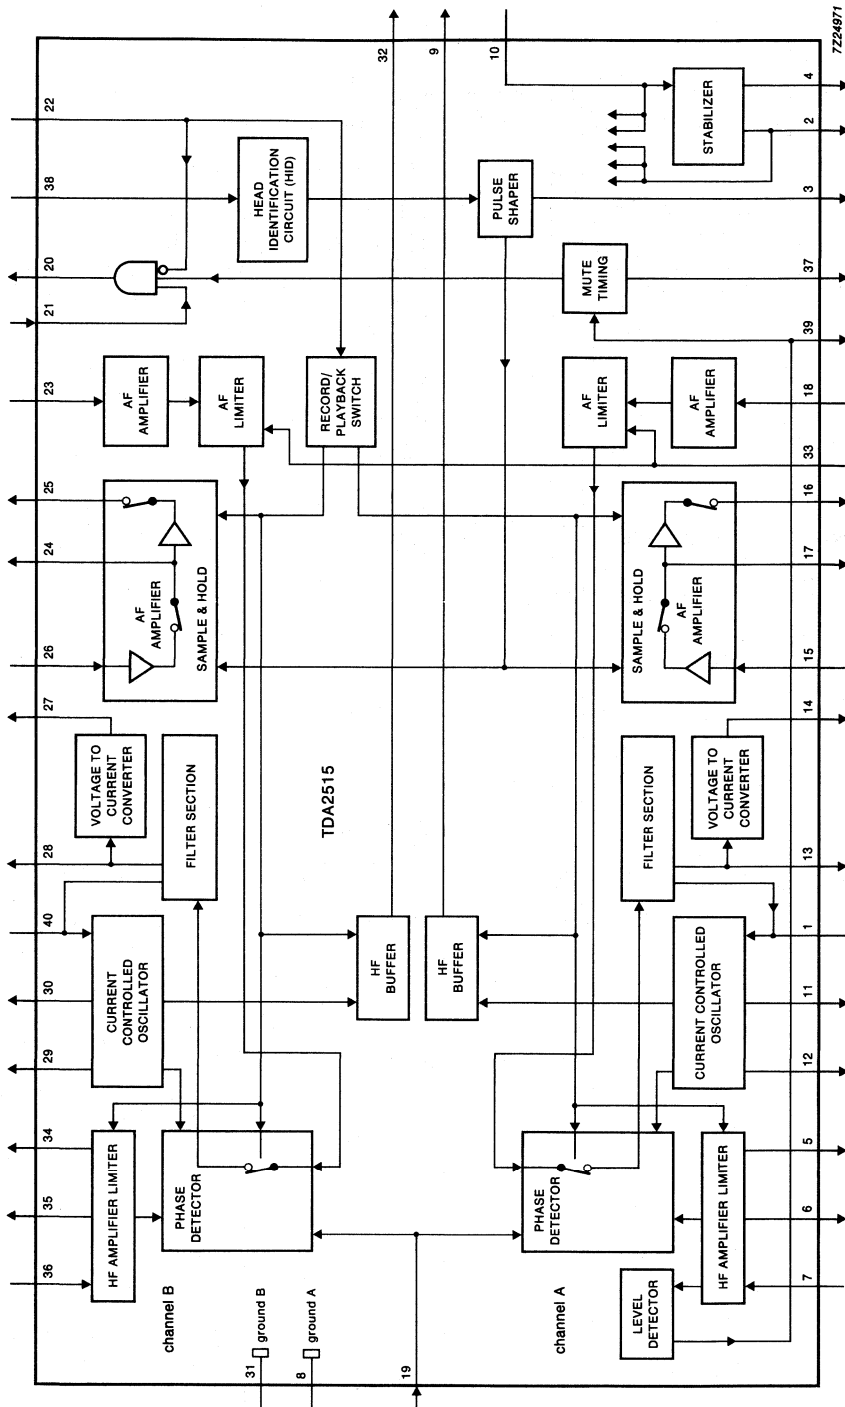 36
35
34
29
30
40
28
27
26
24
25
23
21
20
38
22
HF AMPLIFIER LIMITER
CURRENT
CONTROLLED
OSCILLATOR
VOLTAGE TO
CURRENT
CONVERTER
AF
AMPLIFIER
SAMPLE & HOLD
AF
AMPLIFIER
AF
LIMITER
channel B
PHASE
DETECTOR
FILTER SECTION
HEAD
IDENTIFICATION
CIRCUIT (HID)
31
ground B
8
ground A
RECORD/
PLAYBACK
SWITCH
TDA2515
HF
BUFFER
32
19
HF
BUFFER
9
PULSE
SHAPER
10
channel A
PHASE
DETECTOR
AF
LIMITER
MUTE
TIMING
LEVEL
DETECTOR
FILTER SECTION
SAMPLE & HOLD
AF
AMPLIFIER
AF
AMPLIFIER
STABILIZER
HF AMPLIFIER LIMITER
CURRENT CONTROLLED
OSCILLATOR
VOLTAGE TO
CURRENT
CONVERTER
7
6
5
12
11
1
13
14
15
17
16
33
18
39
37
3
2
4
7Z24971